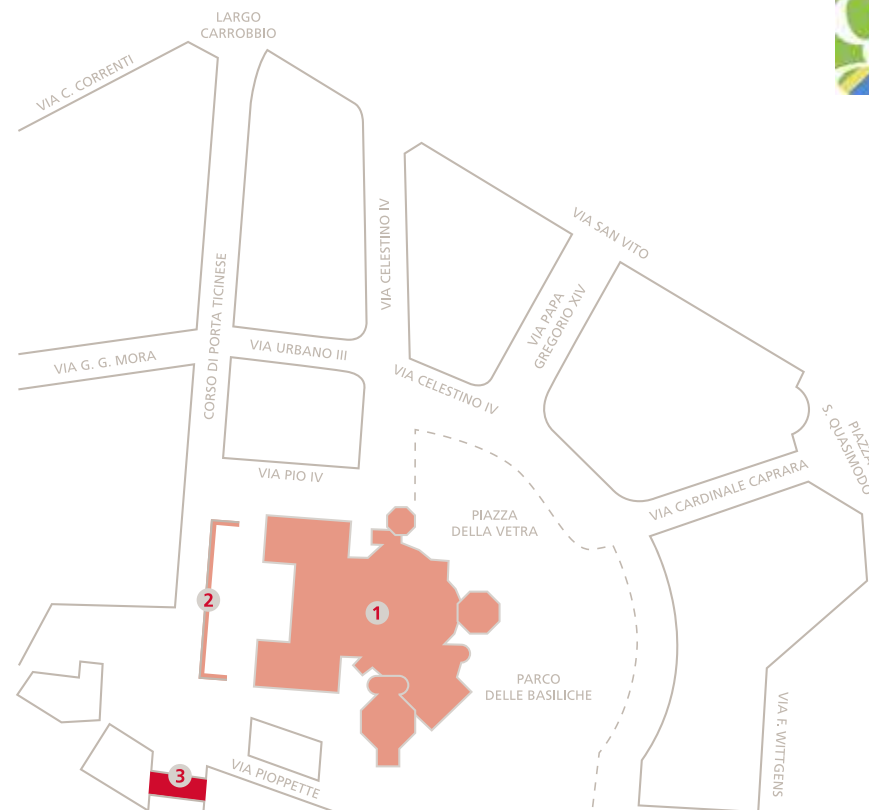 LARGO
CARROBBIO
VIA C. CORRENTI
VIA CELESTINO IV
VIA SAN VITO
CORSO DI PORTA TICINESE
VIA PAPA
GREGORIO XIV
VIA URBANO III
VIA G. G. MORA
VIA CELESTINO IV
PIAZZA
S. QUASIMODO
VIA PIO IV
VIA CARDINALE CAPRARA
PIAZZA
DELLA VETRA
2
1
PARCO
DELLE BASILICHE
VIA F. WITTGENS
3
VIA PIOPPETTE